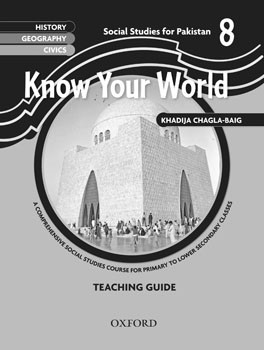 HISTORY
GEOGRAPHY
CIVICS
Social Studies for Pakistan 8
Know Your World
KHADIJA CHAGLA-BAIG
A COMPREHENSIVE SOCIAL STUDIES COURSE FOR PRIMARY TO LOWER SECONDARY CLASSES
TEACHING GUIDE
OXFORD